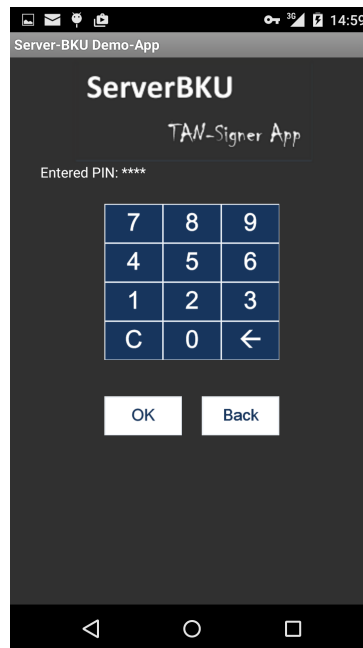 3G 14:59
Server-BKU Demo-App
ServerBKU
TAN-Signer App
Entered PIN: ****
7 8 9
4 5 6
1 2 3
C 0 ←
OK Back